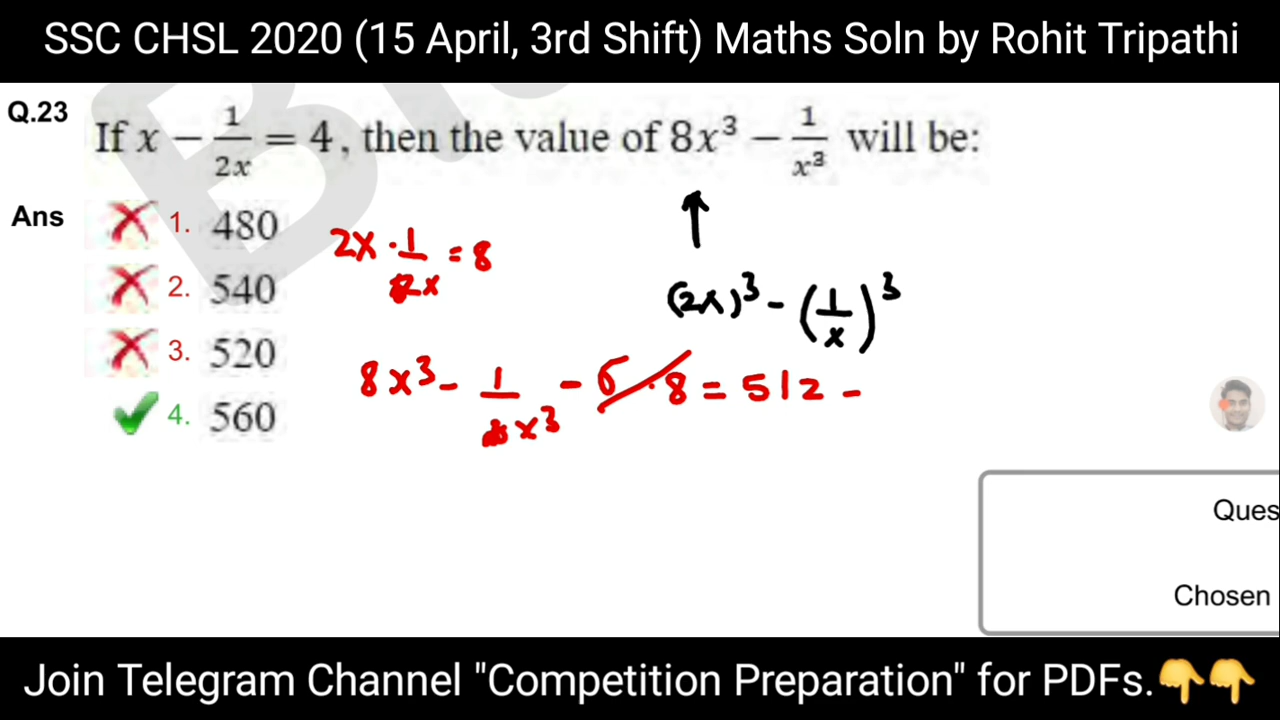 SSC CHSL 2020 (15 April, 3rd Shift) Maths Soln by Rohit Tripathi
Q.23 If x − 1/2x = 4, then the value of 8x³ − 1/x³ will be:
Ans
1. 480
2. 540
3. 520
4. 560
2x · 1/2x = 8
(2x)³ - (1/x)³
8x³ - 1/x³ - 6 · 8 = 512 -
Ques
Chosen
Join Telegram Channel "Competition Preparation" for PDFs.👇👇